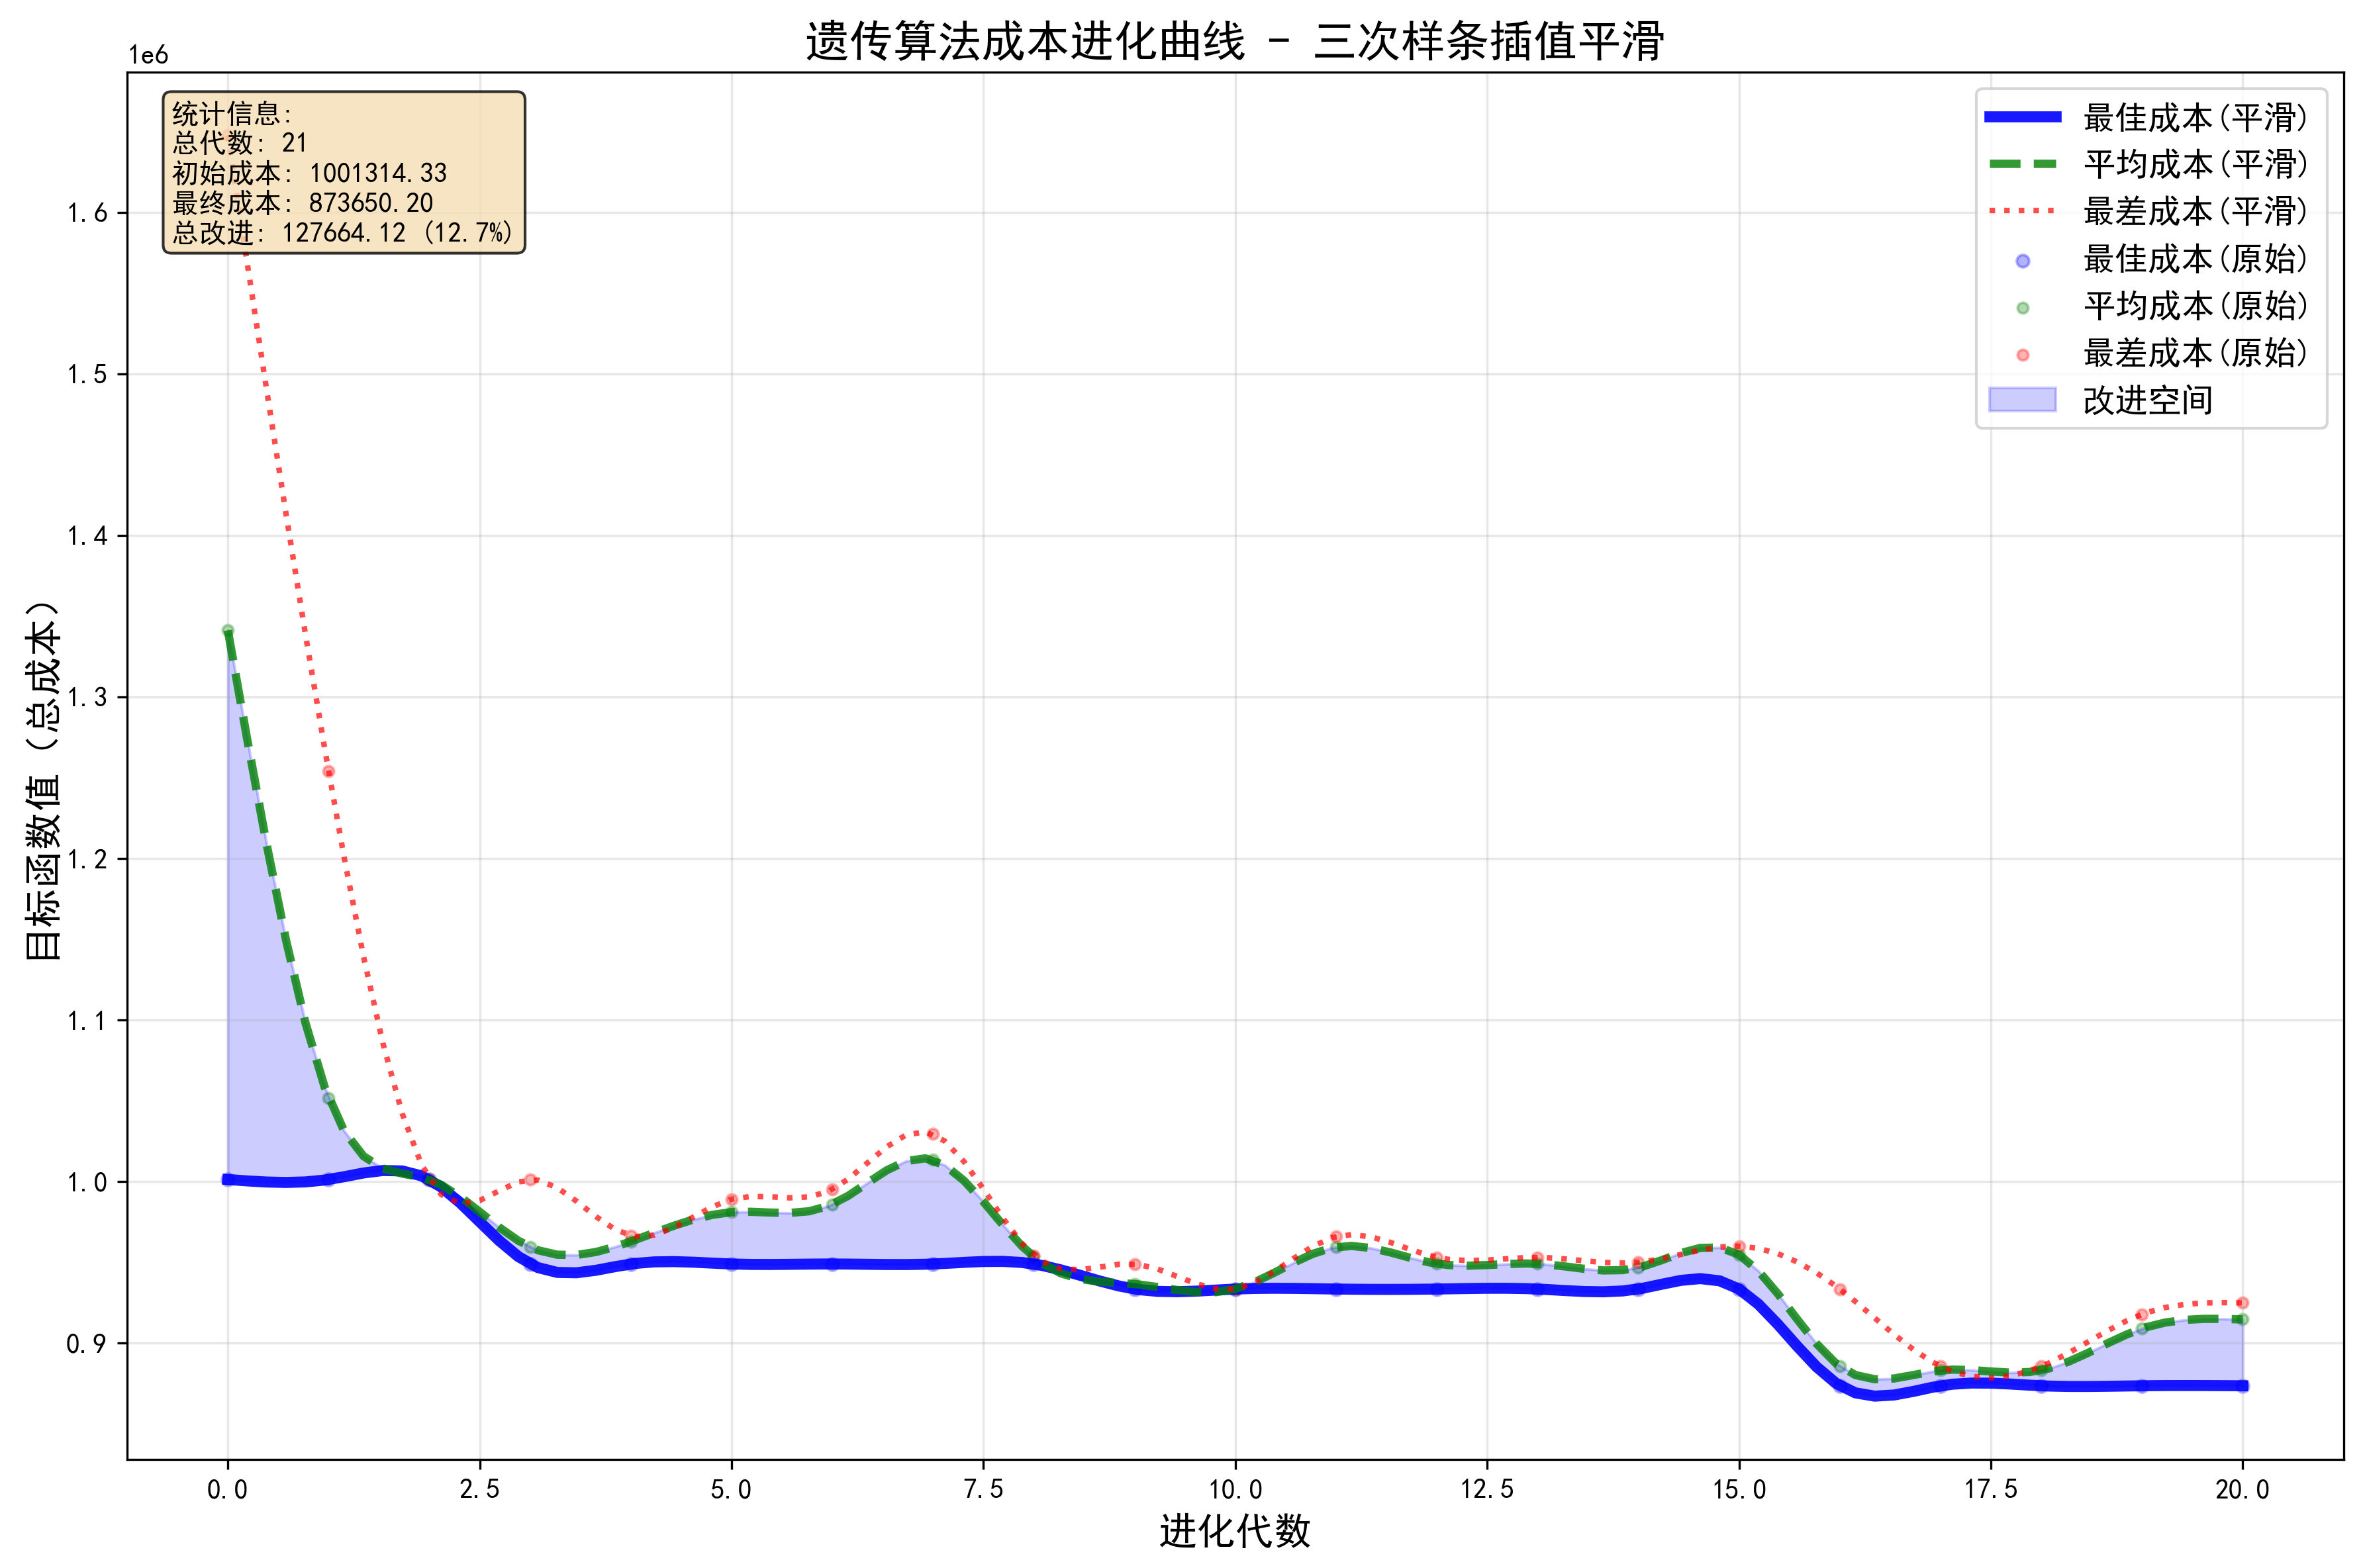 遗传算法成本进化曲线 - 三次样条插值平滑
1e6
统计信息:
总代数: 21
初始成本: 1001314.33
最终成本: 873650.20
总改进: 127664.12 (12.7%)
最佳成本(平滑)
平均成本(平滑)
最差成本(平滑)
最佳成本(原始)
平均成本(原始)
最差成本(原始)
改进空间
目标函数值 (总成本)
1.6
1.5
1.4
1.3
1.2
1.1
1.0
0.9
0.0
2.5
5.0
7.5
10.0
12.5
15.0
17.5
20.0
进化代数